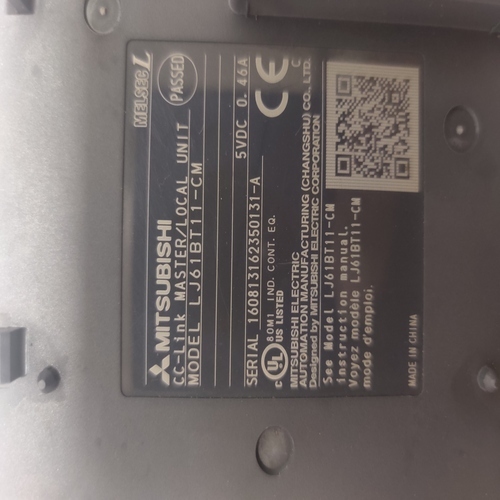 MELSEC L
PASSED
MITSUBISHI
CC-Link MASTER/LOCAL UNIT
MODEL LJ61BT11-CM
5VDC 0.46A
SERIAL 160813162350131-A
CE
c UL US LISTED
80M1 IND. CONT. EQ.
MITSUBISHI ELECTRIC
AUTOMATION MANUFACTURING (CHANGSHU) CO., LTD.
Designed by MITSUBISHI ELECTRIC CORPORATION
See Model LJ61BT11-CM
instruction manual.
Voyez modèle LJ61BT11-CM
mode d'emploi.
MADE IN CHINA